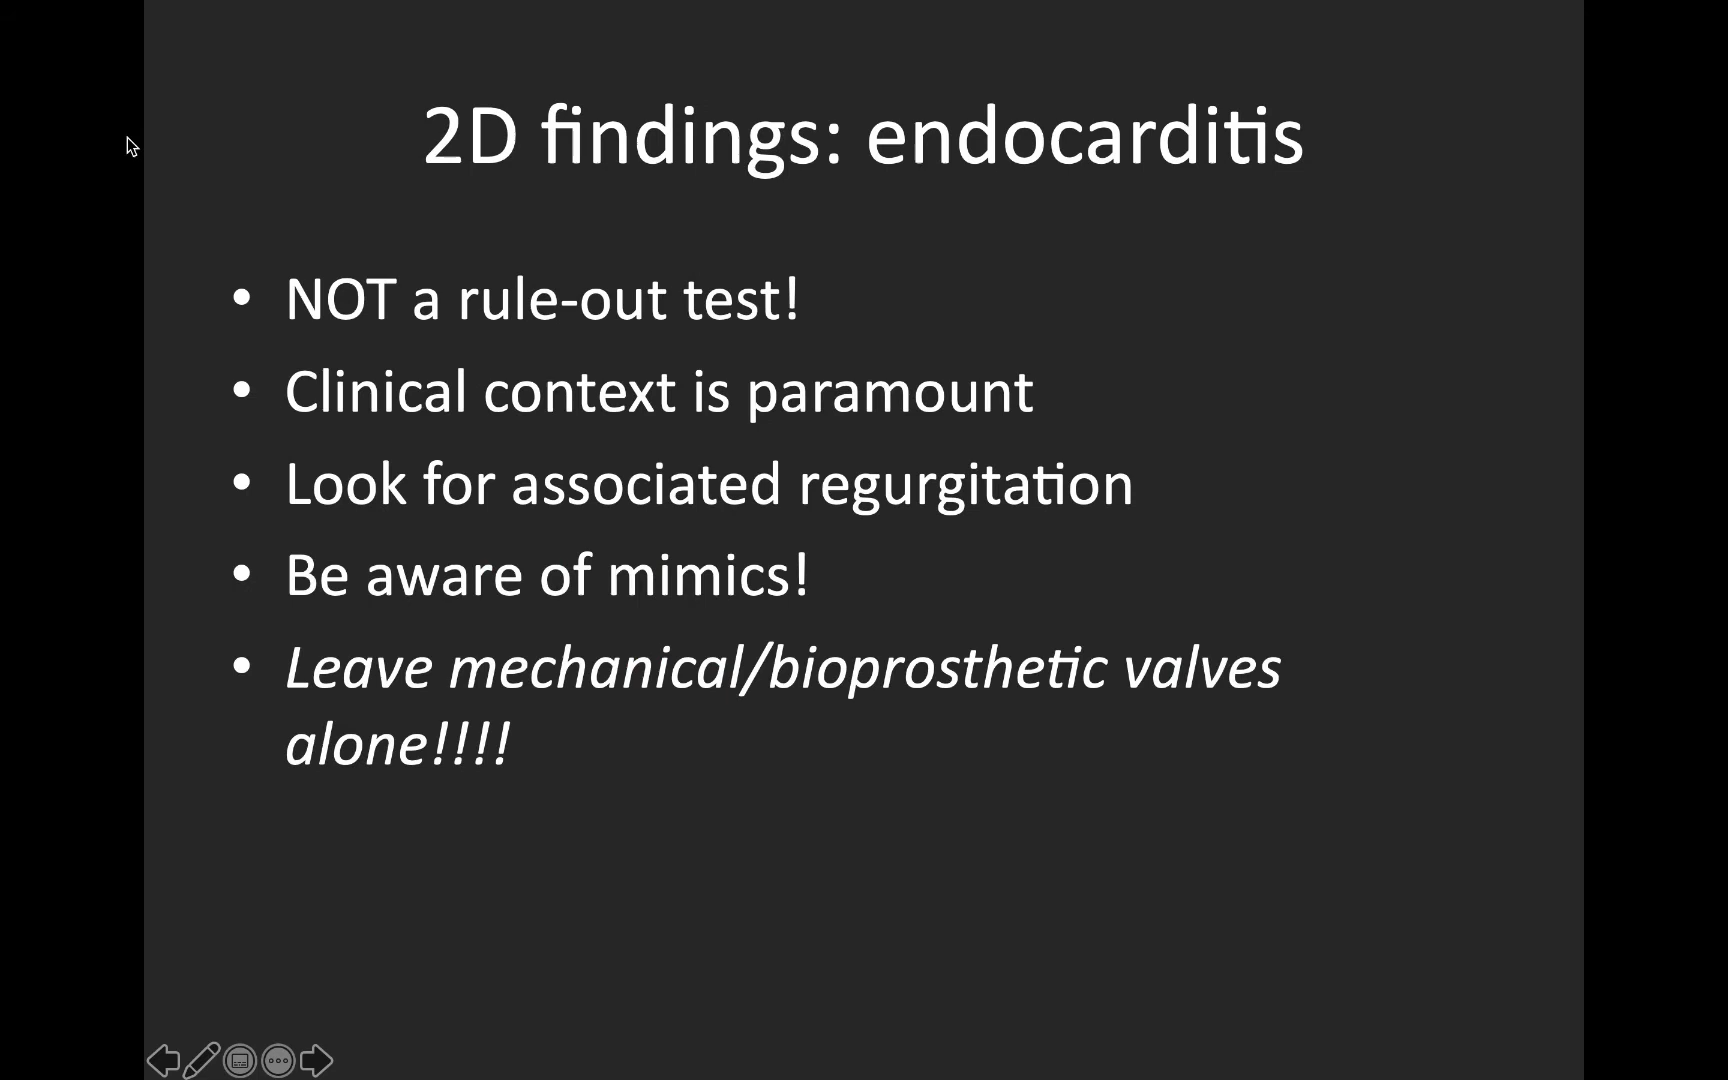 2D findings: endocarditis
• NOT a rule-out test!
• Clinical context is paramount
• Look for associated regurgitation
• Be aware of mimics!
• Leave mechanical/bioprosthetic valves
alone!!!!